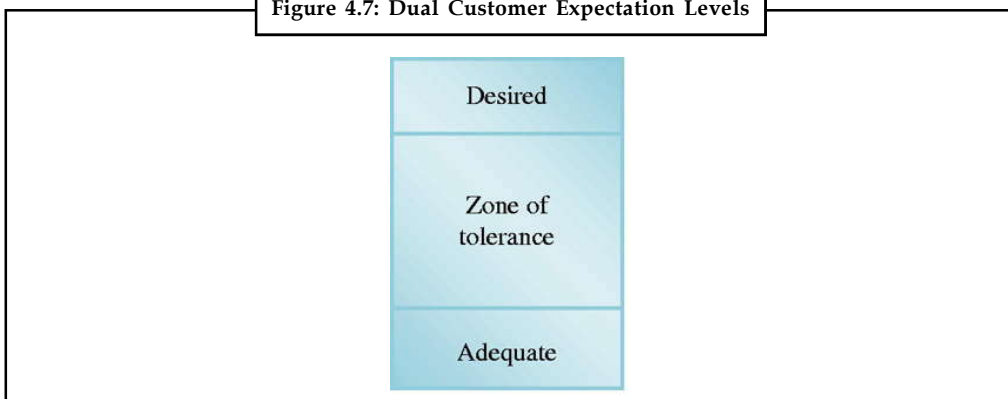 Figure 4.7: Dual Customer Expectation Levels
Desired
Zone of
tolerance
Adequate